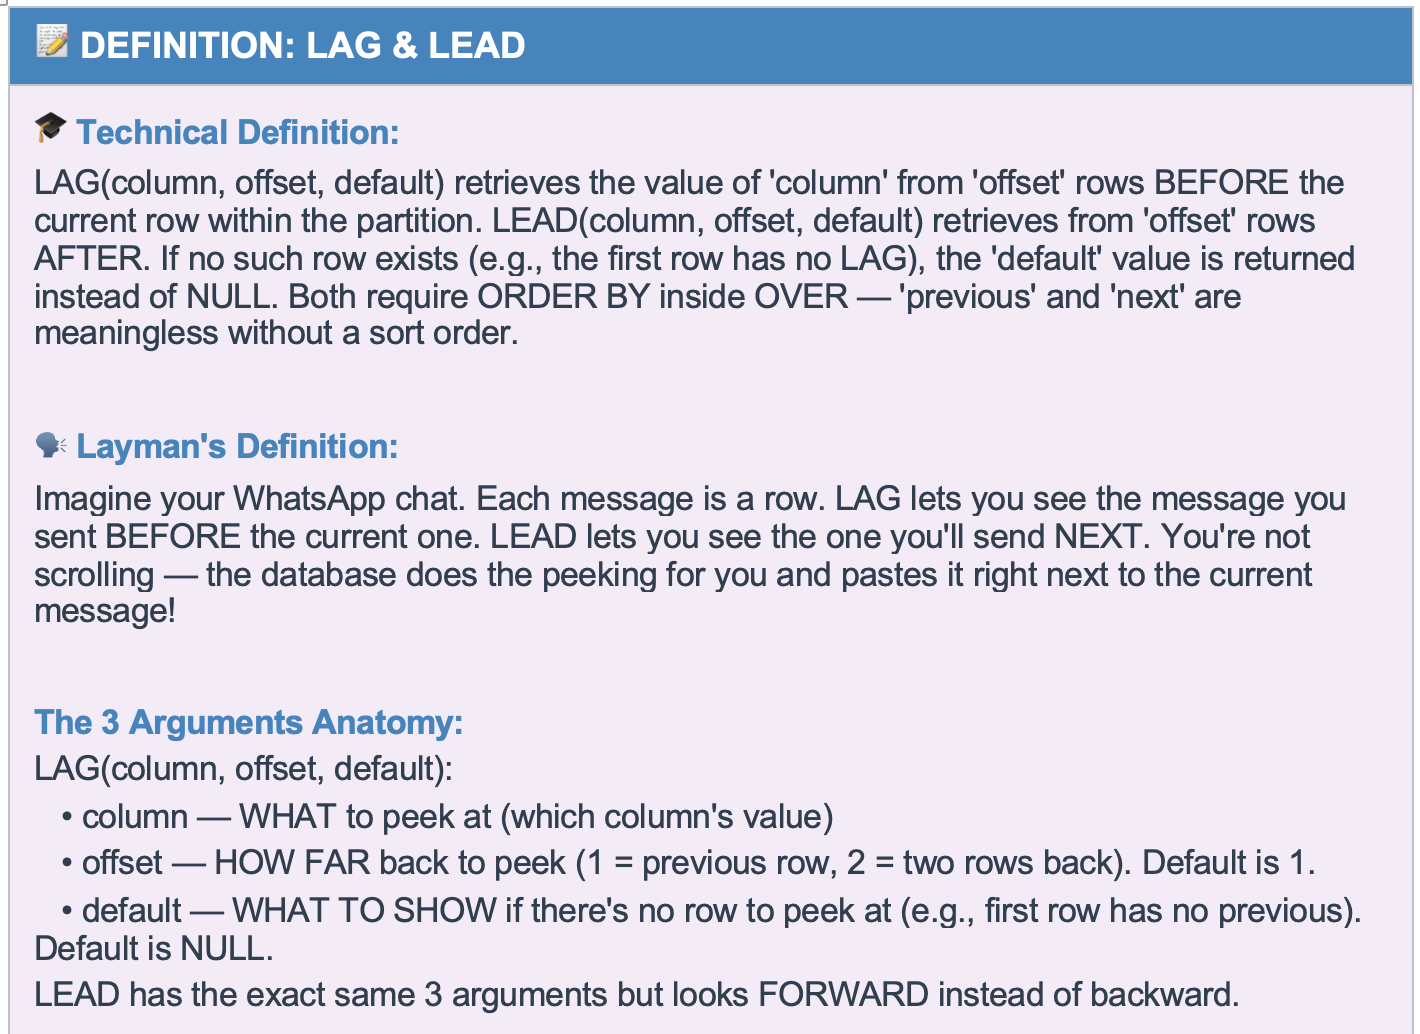 DEFINITION: LAG & LEAD
Technical Definition:
LAG(column, offset, default) retrieves the value of 'column' from 'offset' rows BEFORE the
current row within the partition. LEAD(column, offset, default) retrieves from 'offset' rows
AFTER. If no such row exists (e.g., the first row has no LAG), the 'default' value is returned
instead of NULL. Both require ORDER BY inside OVER — 'previous' and 'next' are
meaningless without a sort order.
Layman's Definition:
Imagine your WhatsApp chat. Each message is a row. LAG lets you see the message you
sent BEFORE the current one. LEAD lets you see the one you'll send NEXT. You're not
scrolling — the database does the peeking for you and pastes it right next to the current
message!
The 3 Arguments Anatomy:
LAG(column, offset, default):
• column — WHAT to peek at (which column's value)
• offset — HOW FAR back to peek (1 = previous row, 2 = two rows back). Default is 1.
• default — WHAT TO SHOW if there's no row to peek at (e.g., first row has no previous).
Default is NULL.
LEAD has the exact same 3 arguments but looks FORWARD instead of backward.